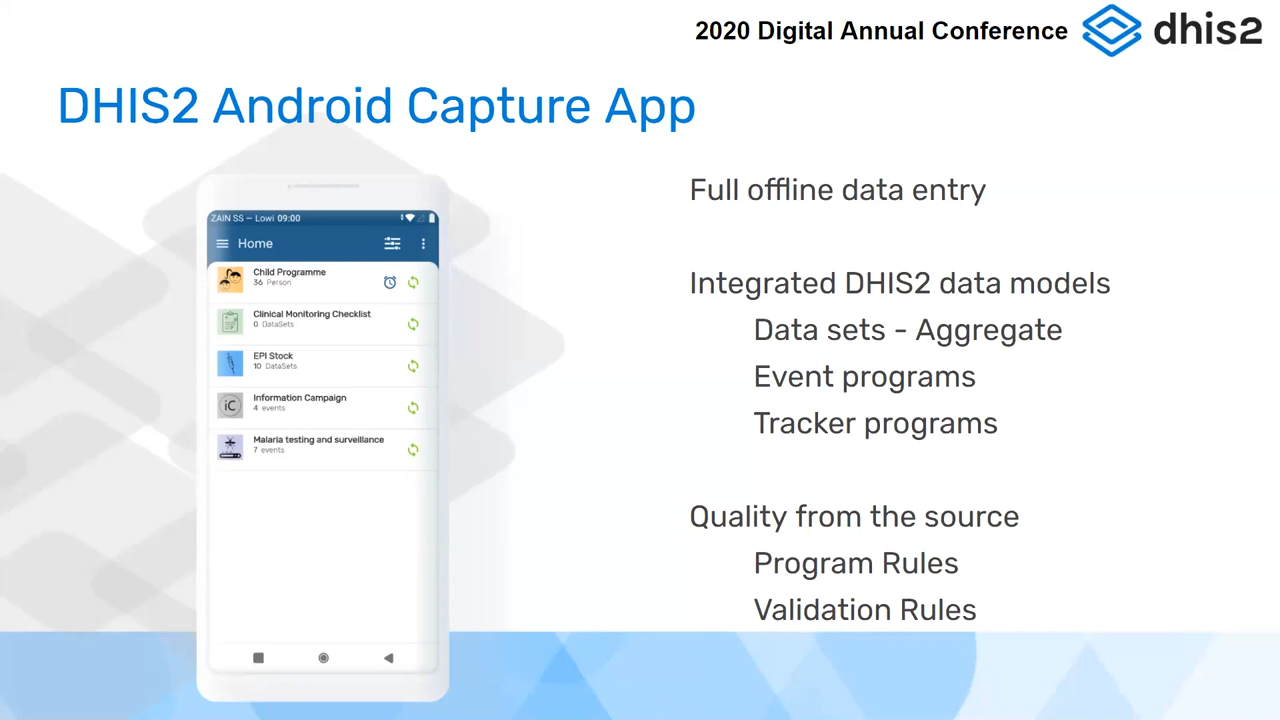 2020 Digital Annual Conference dhis2
DHIS2 Android Capture App
ZAIN SS – Lowi 09:00
Home
Child Programme
36 Person
Clinical Monitoring Checklist
0 DataSets
EPI Stock
10 DataSets
iC
Information Campaign
4 events
Malaria testing and surveillance
7 events
Full offline data entry
Integrated DHIS2 data models
Data sets - Aggregate
Event programs
Tracker programs
Quality from the source
Program Rules
Validation Rules